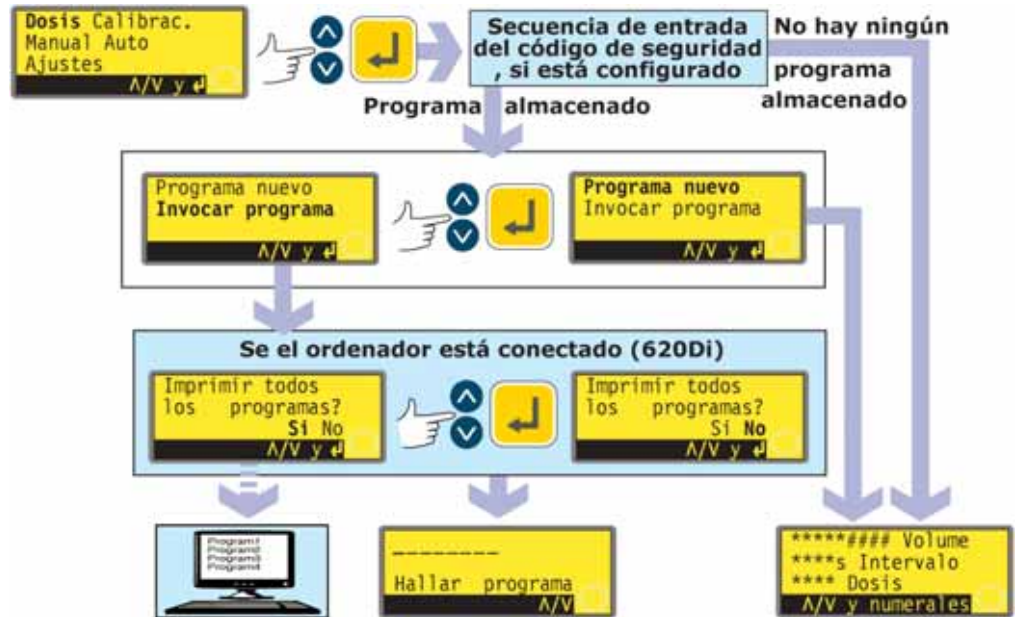 Dosis Calibrac.
Manual Auto
Ajustes
Λ/V y ↲
Secuencia de entrada
del código de seguridad
, si está configurado
No hay ningún
programa
almacenado
Programa almacenado
Programa nuevo
Invocar programa
Λ/V y ↲
Programa nuevo
Invocar programa
Λ/V y ↲
Se el ordenador está conectado (620Di)
Imprimir todos
los programas?
Si No
Λ/V y ↲
Imprimir todos
los programas?
Si No
Λ/V y ↲
Program1
Program2
Program3
Program4
--------
Hallar programa
Λ/V
*****#### Volume
****s Intervalo
**** Dosis
Λ/V y numerales